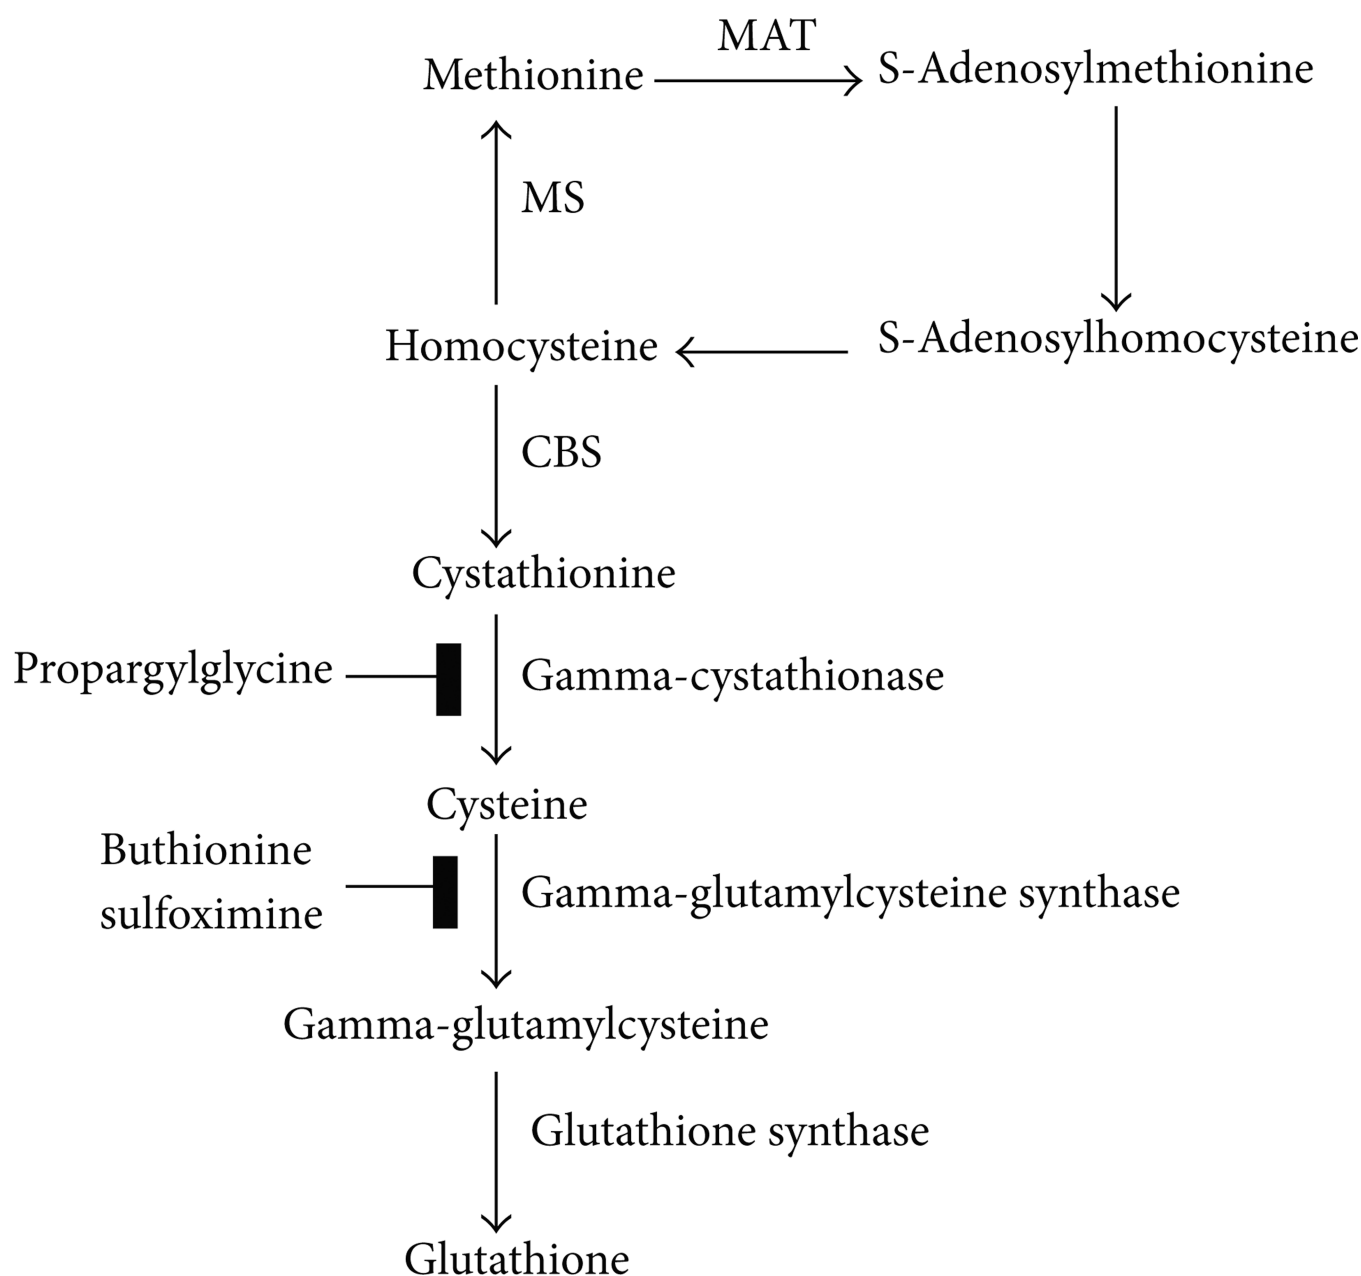 MAT
Methionine
S-Adenosylmethionine
MS
Homocysteine
S-Adenosylhomocysteine
CBS
Cystathionine
Propargylglycine
Gamma-cystathionase
Cysteine
Buthionine
sulfoximine
Gamma-glutamylcysteine synthase
Gamma-glutamylcysteine
Glutathione synthase
Glutathione